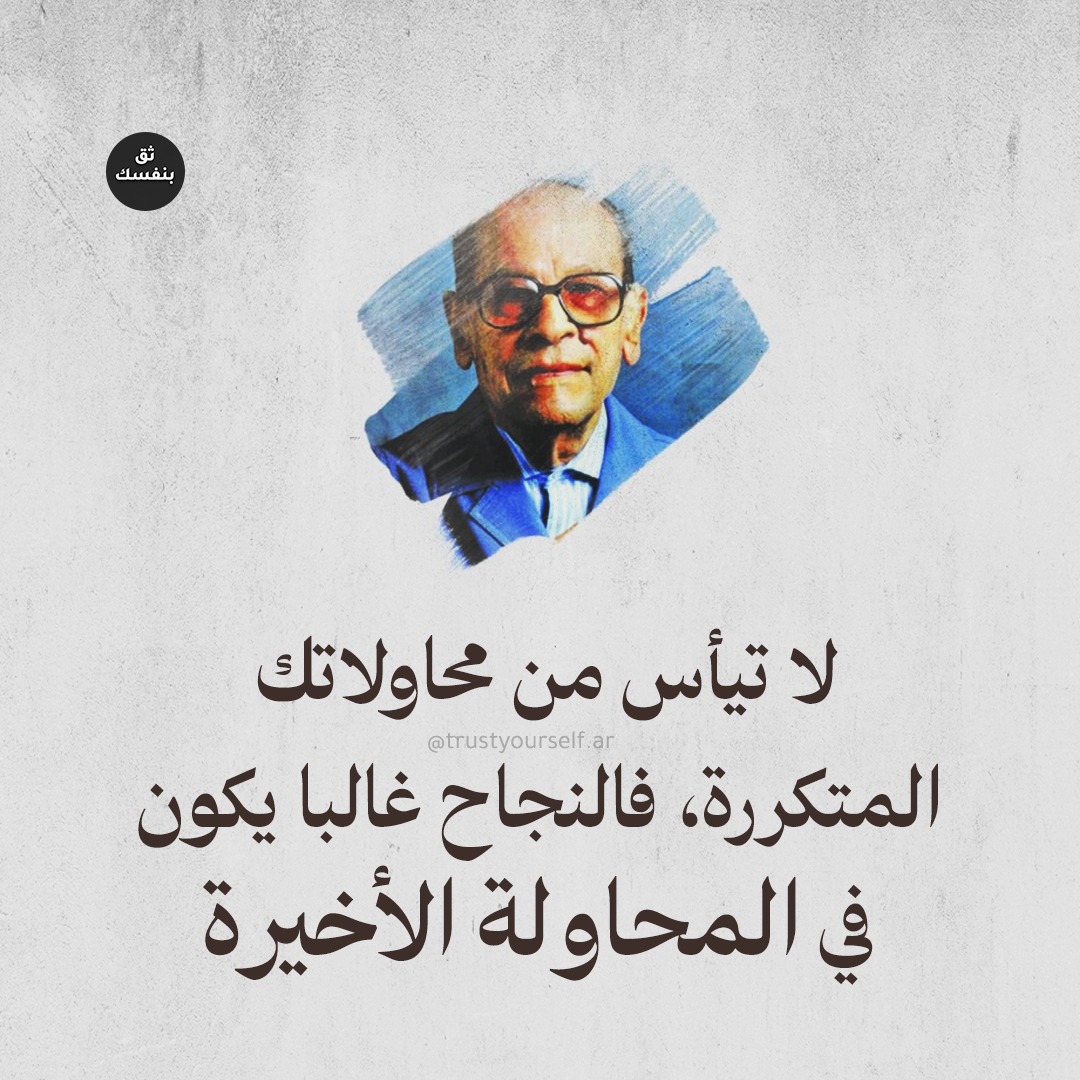 ثق
بنفسك
لا تيأس من محاولاتك
@trustyourself.ar
المتكررة، فالنجاح غالبا يكون
في المحاولة الأخيرة